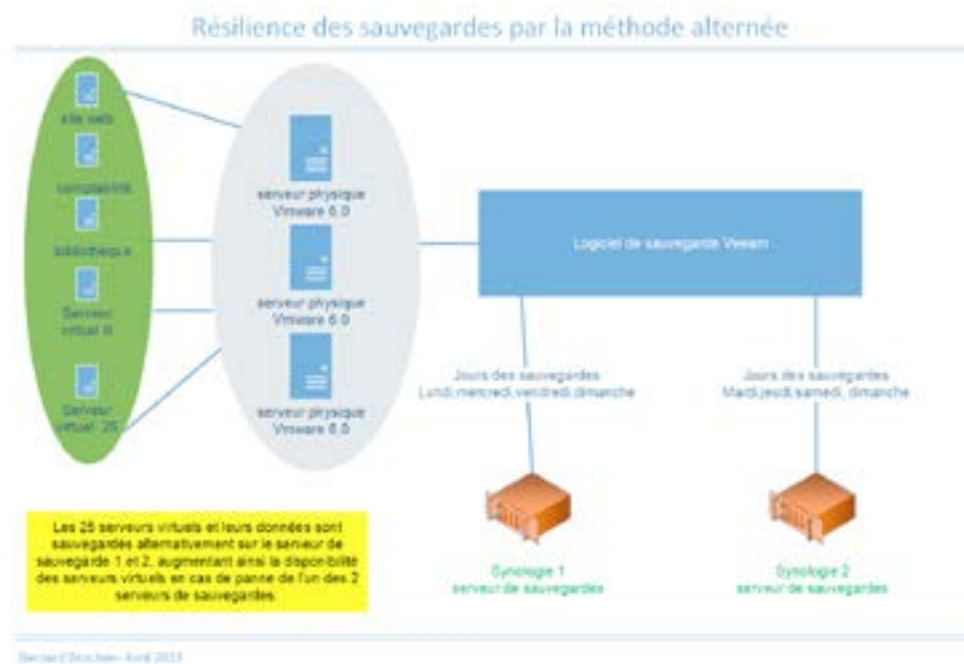 Résilience des sauvegardes par la méthode alternée
site web
comptabilité
bibliothèque
Serveur
virtuel
Serveur
virtuel 25
serveur physique
Vmware 6.0
serveur physique
Vmware 6.0
serveur physique
Vmware 6.0
Logiciel de sauvegarde Veeam
Jours des sauvegardes
Lundi,mercredi,vendredi,dimanche
Jours des sauvegardes
Mardi,jeudi,samedi, dimanche
Synologie 1
serveur de sauvegardes
Synologie 2
serveur de sauvegardes
Les 25 serveurs virtuels et leurs données sont
sauvegardés alternativement sur le serveur de
sauvegarde 1 et 2, augmentant ainsi la disponibilité
des serveurs virtuels en cas de panne de l'un des 2
serveurs de sauvegardes
Bernard Avril